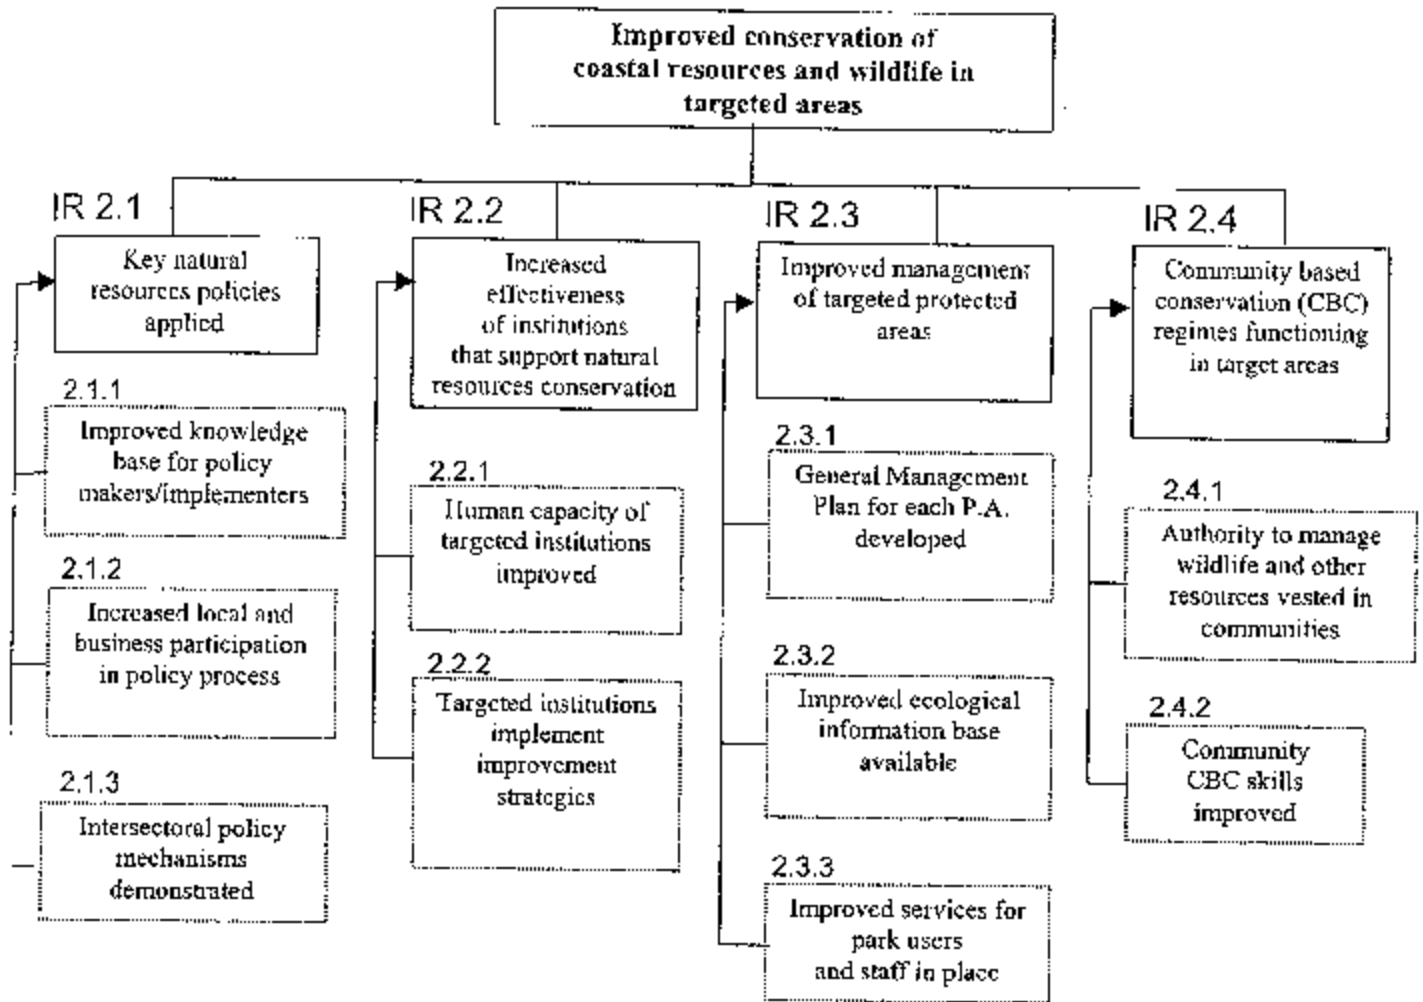 Improved conservation of
coastal resources and wildlife in
targeted areas
IR 2.1
Key natural
resources policies
applied
2.1.1
Improved knowledge
base for policy
makers/implementers
2.1.2
Increased local and
business participation
in policy process
2.1.3
Intersectoral policy
mechanisms
demonstrated
IR 2.2
Increased
effectiveness
of institutions
that support natural
resources conservation
2.2.1
Human capacity of
targeted institutions
improved
2.2.2
Targeted institutions
implement
improvement
strategies
IR 2.3
Improved management
of targeted protected
areas
2.3.1
General Management
Plan for each P.A.
developed
2.3.2
Improved ecological
information base
available
2.3.3
Improved services for
park users
and staff in place
IR 2.4
Community based
conservation (CBC)
regimes functioning
in target areas
2.4.1
Authority to manage
wildlife and other
resources vested in
communities
2.4.2
Community
CBC skills
improved